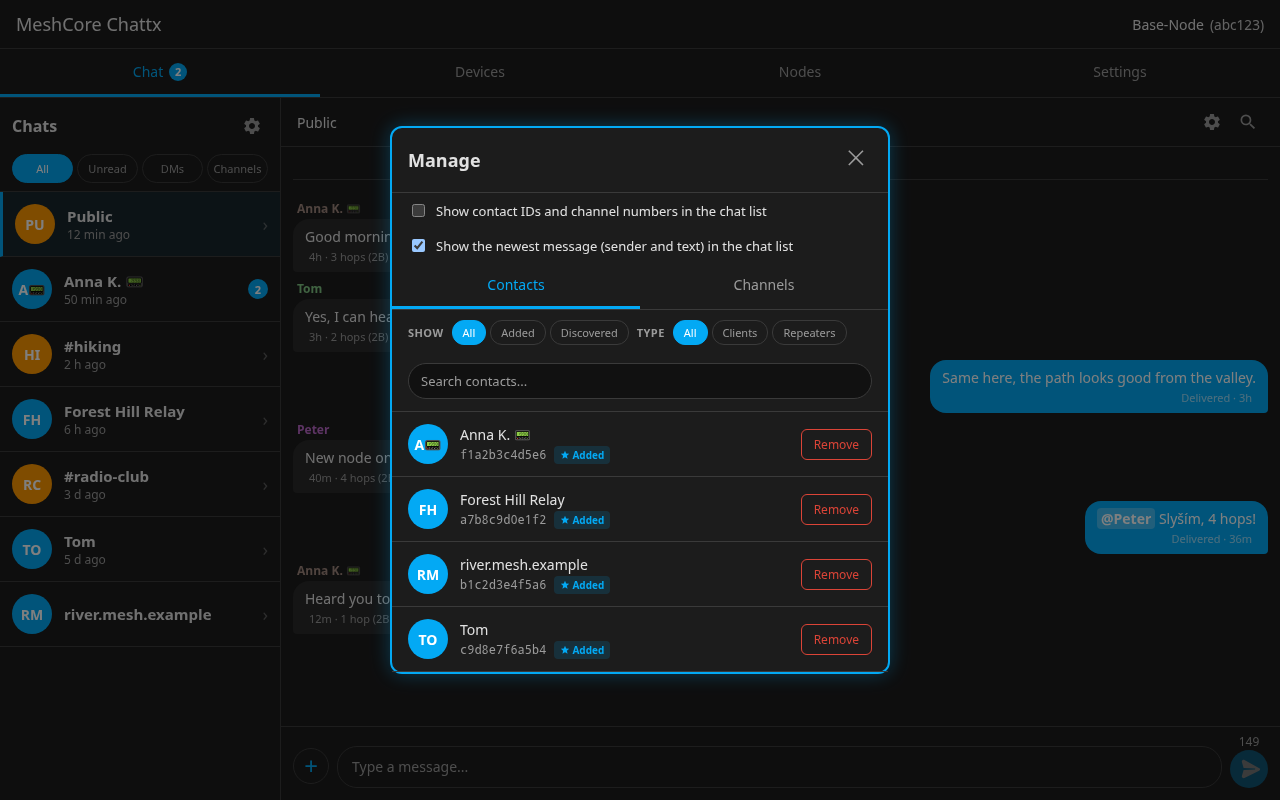 MeshCore Chattx
Base-Node (abc123)
Chat 2
Devices
Nodes
Settings
Chats
All
Unread
DMs
Channels
PU
Public
12 min ago
A
Anna K.
50 min ago
2
HI
#hiking
2 h ago
FH
Forest Hill Relay
6 h ago
RC
#radio-club
3 d ago
TO
Tom
5 d ago
RM
river.mesh.example
Public
Anna K.
Good mornin
4h · 3 hops (2B)
Tom
Yes, I can hea
3h · 2 hops (2B)
Same here, the path looks good from the valley.
Delivered · 3h
Peter
New node on
40m · 4 hops (2
@Peter Slyším, 4 hops!
Delivered · 36m
Anna K.
Heard you to
12m · 1 hop (2B
Type a message...
149
Manage
Show contact IDs and channel numbers in the chat list
Show the newest message (sender and text) in the chat list
Contacts
Channels
SHOW All Added Discovered TYPE All Clients Repeaters
Search contacts...
A
Anna K.
f1a2b3c4d5e6 ★ Added
Remove
FH
Forest Hill Relay
a7b8c9d0e1f2 ★ Added
Remove
RM
river.mesh.example
b1c2d3e4f5a6 ★ Added
Remove
TO
Tom
c9d8e7f6a5b4 ★ Added
Remove